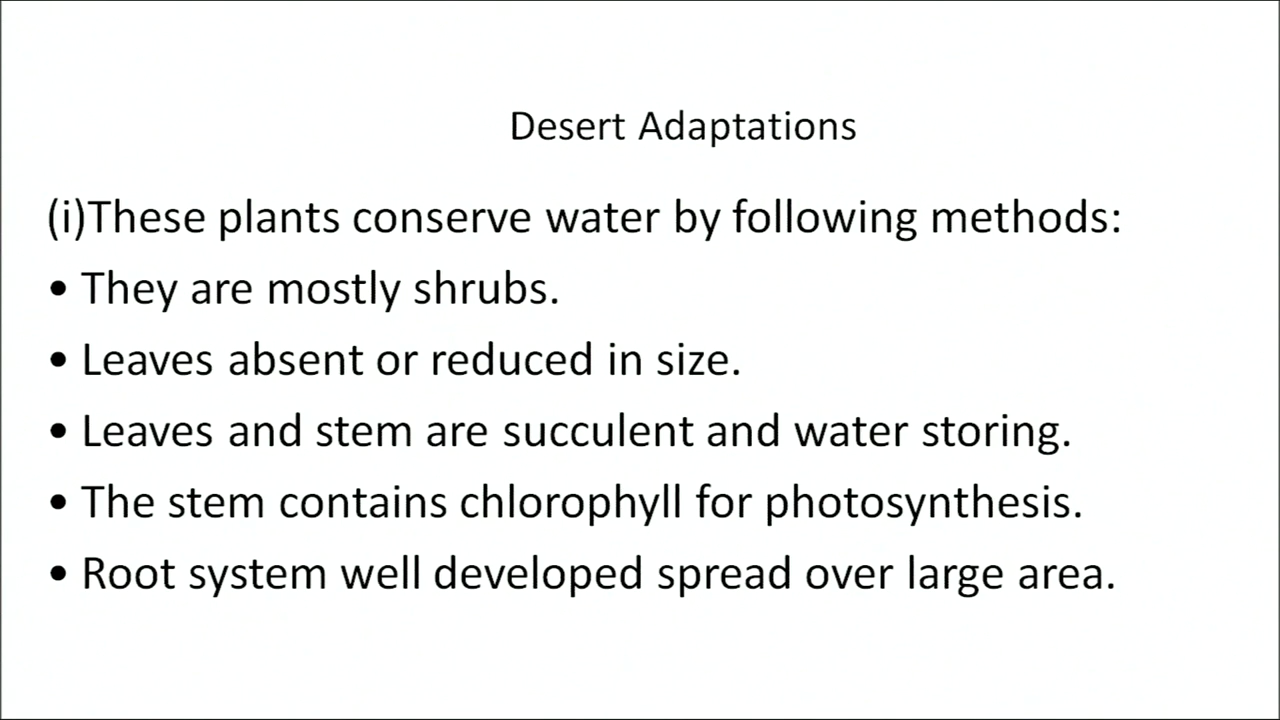 Desert Adaptations
(i)These plants conserve water by following methods:
• They are mostly shrubs.
• Leaves absent or reduced in size.
• Leaves and stem are succulent and water storing.
• The stem contains chlorophyll for photosynthesis.
• Root system well developed spread over large area.